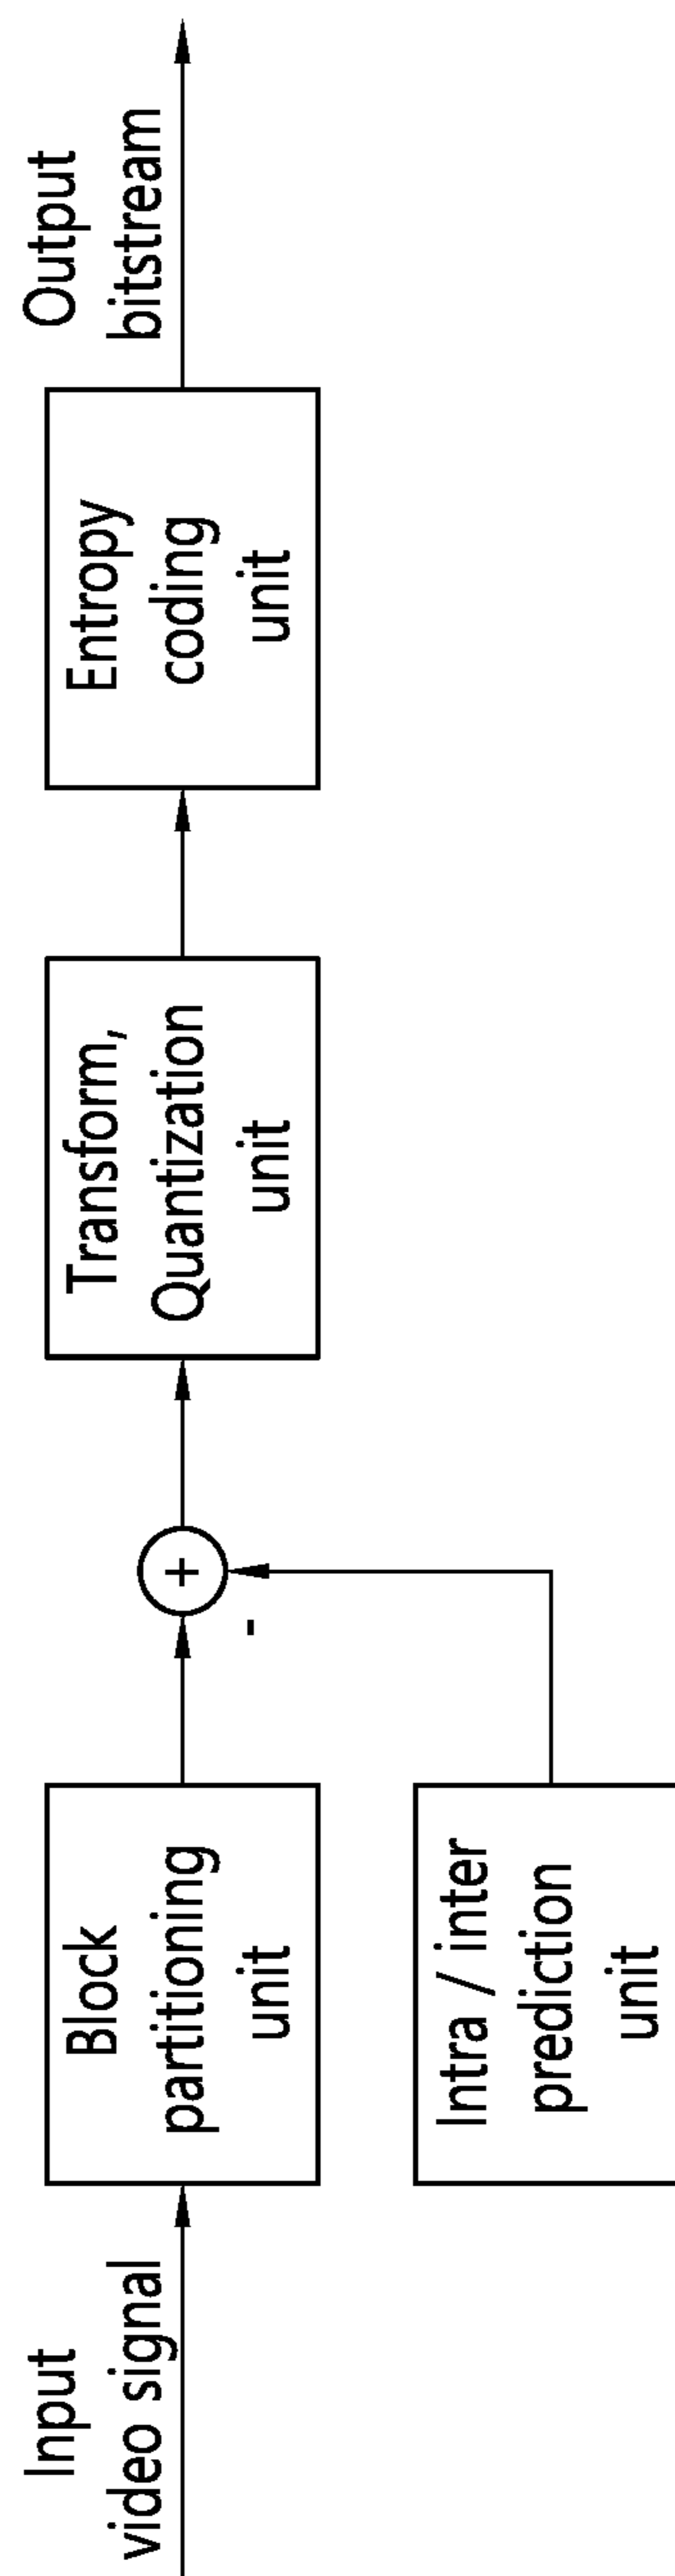 Input
video signal
Block
partitioning
unit
Intra / inter
prediction
unit
+
-
Transform,
Quantization
unit
Entropy
coding
unit
Output
bitstream